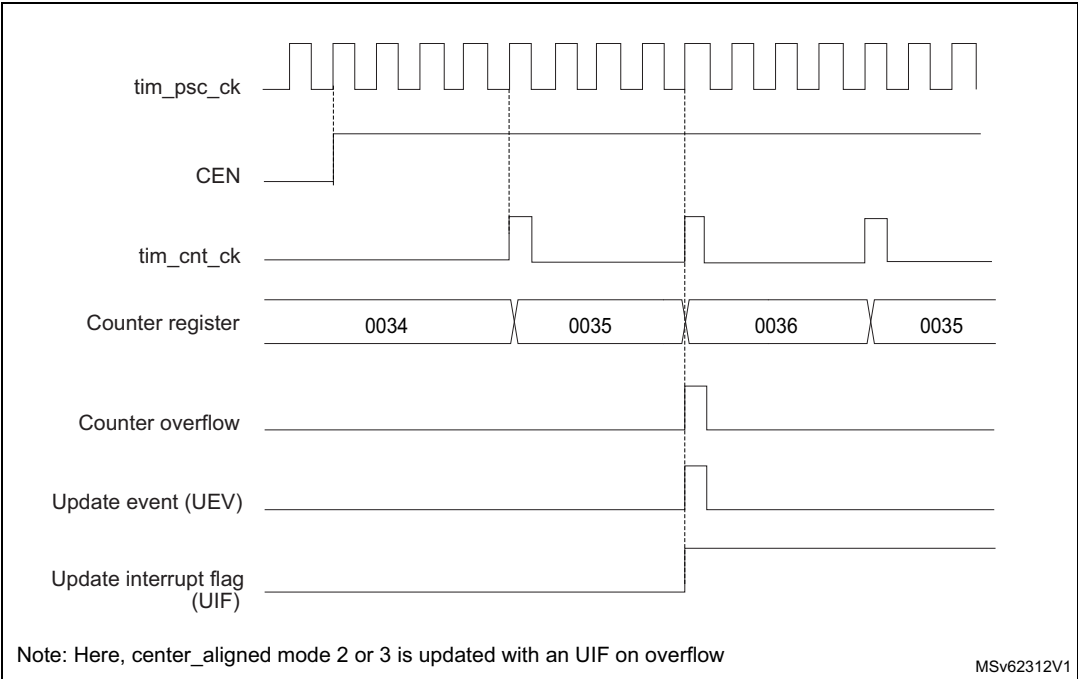 tim_psc_ck
CEN
tim_cnt_ck
Counter register
0034
0035
0036
0035
Counter overflow
Update event (UEV)
Update interrupt flag
(UIF)
Note: Here, center_aligned mode 2 or 3 is updated with an UIF on overflow
MSv62312V1